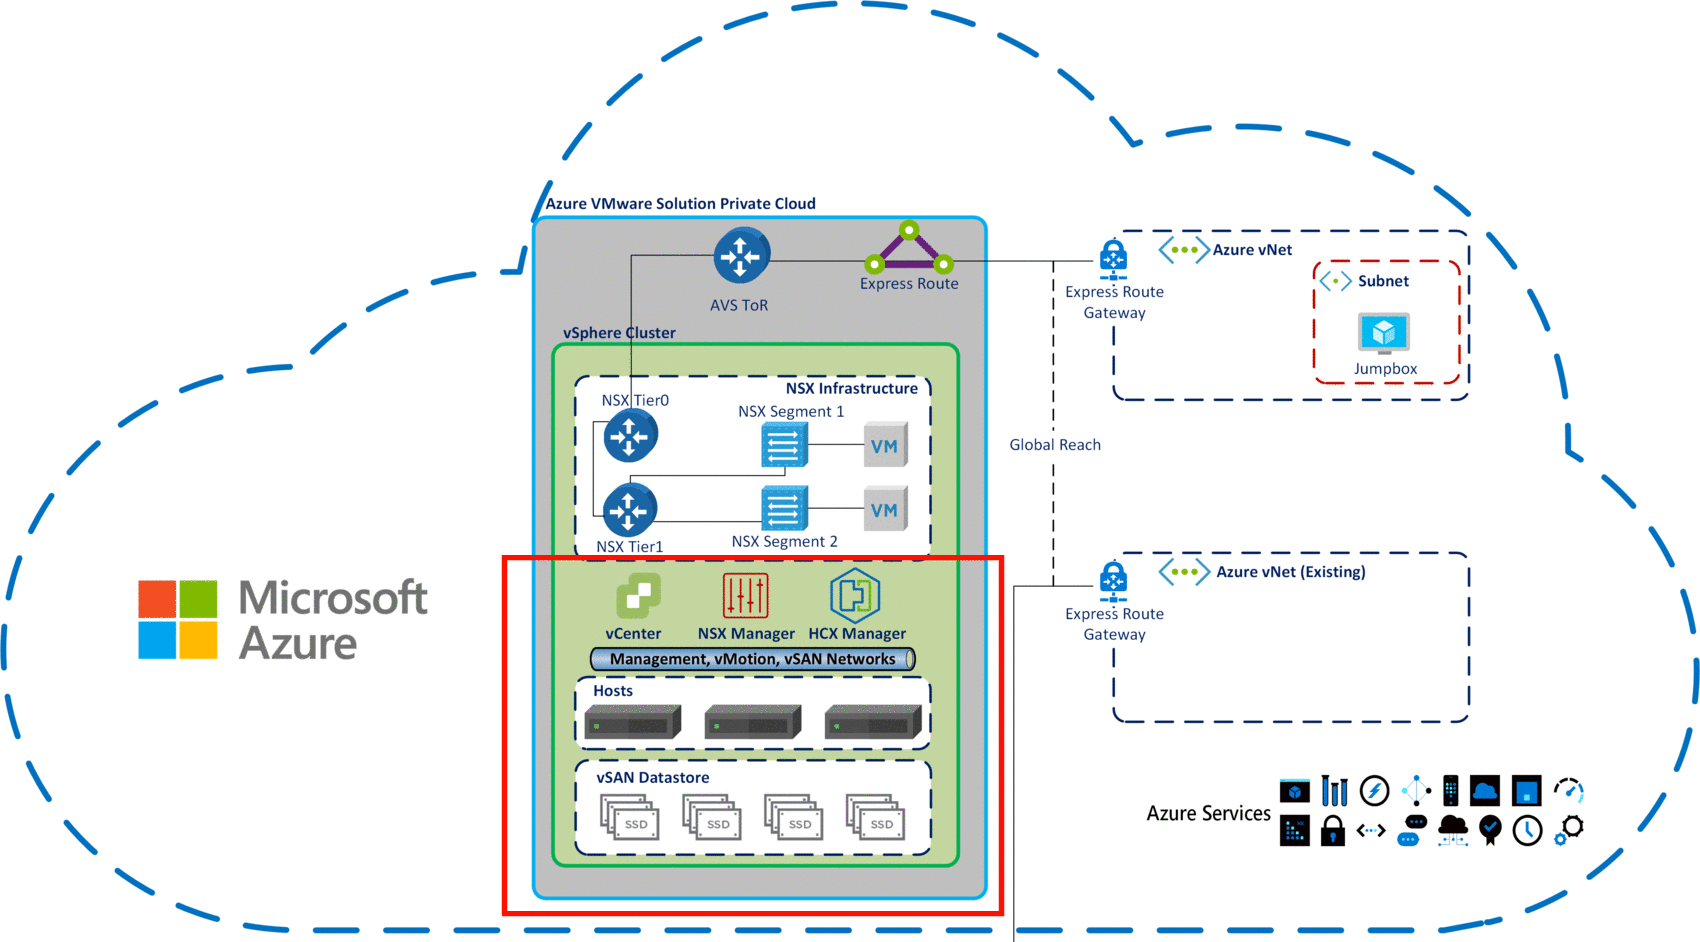 Azure VMware Solution Private Cloud
AVS ToR
Express Route
vSphere Cluster
NSX Infrastructure
NSX Tier0
NSX Segment 1
VM
VM
NSX Tier1
NSX Segment 2
vCenter
NSX Manager
HCX Manager
Management, vMotion, vSAN Networks
Hosts
vSAN Datastore
SSD
SSD
SSD
SSD
Microsoft
Azure
Express Route
Gateway
Azure vNet
Subnet
Jumpbox
Global Reach
Express Route
Gateway
Azure vNet (Existing)
Azure Services